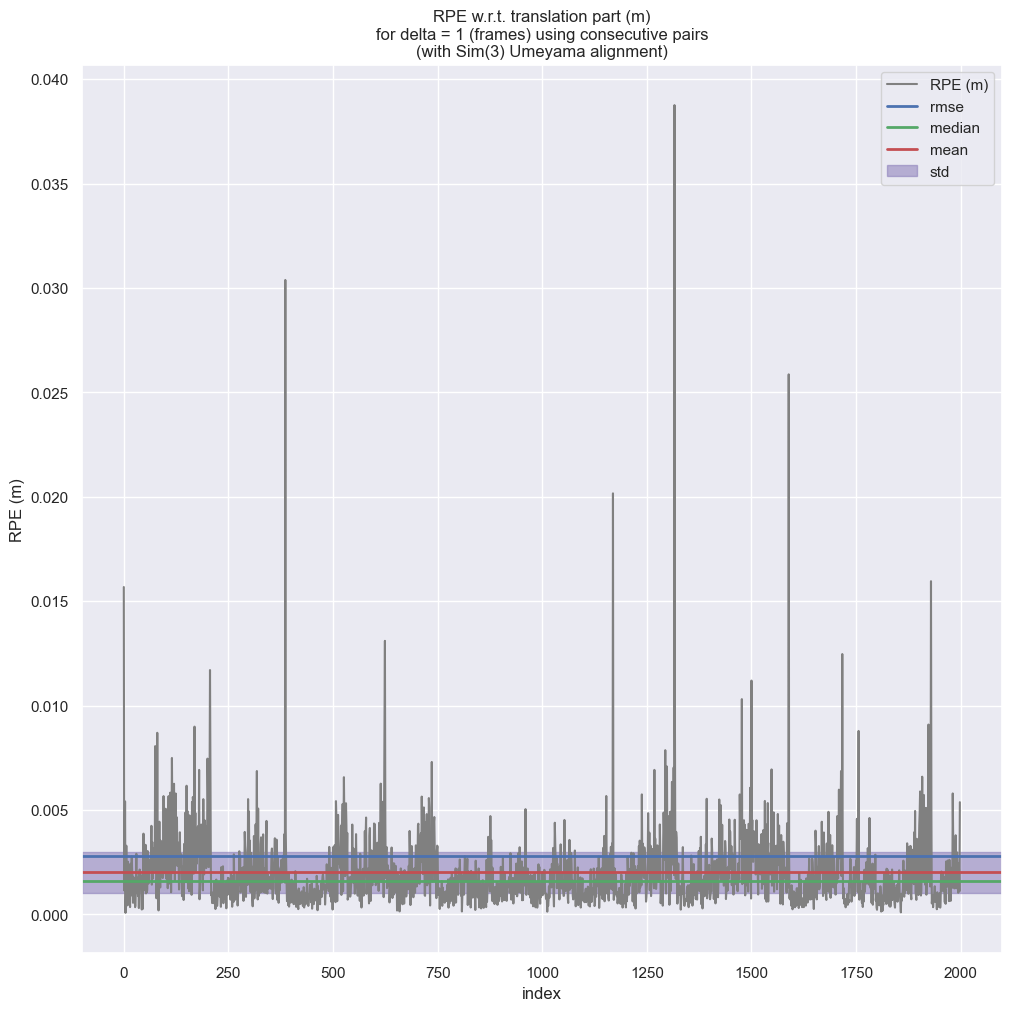 RPE w.r.t. translation part (m)
for delta = 1 (frames) using consecutive pairs
(with Sim(3) Umeyama alignment)
RPE (m)
rmse
median
mean
std
0.040
0.035
0.030
0.025
0.020
0.015
0.010
0.005
0.000
RPE (m)
0
250
500
750
1000
1250
1500
1750
2000
index